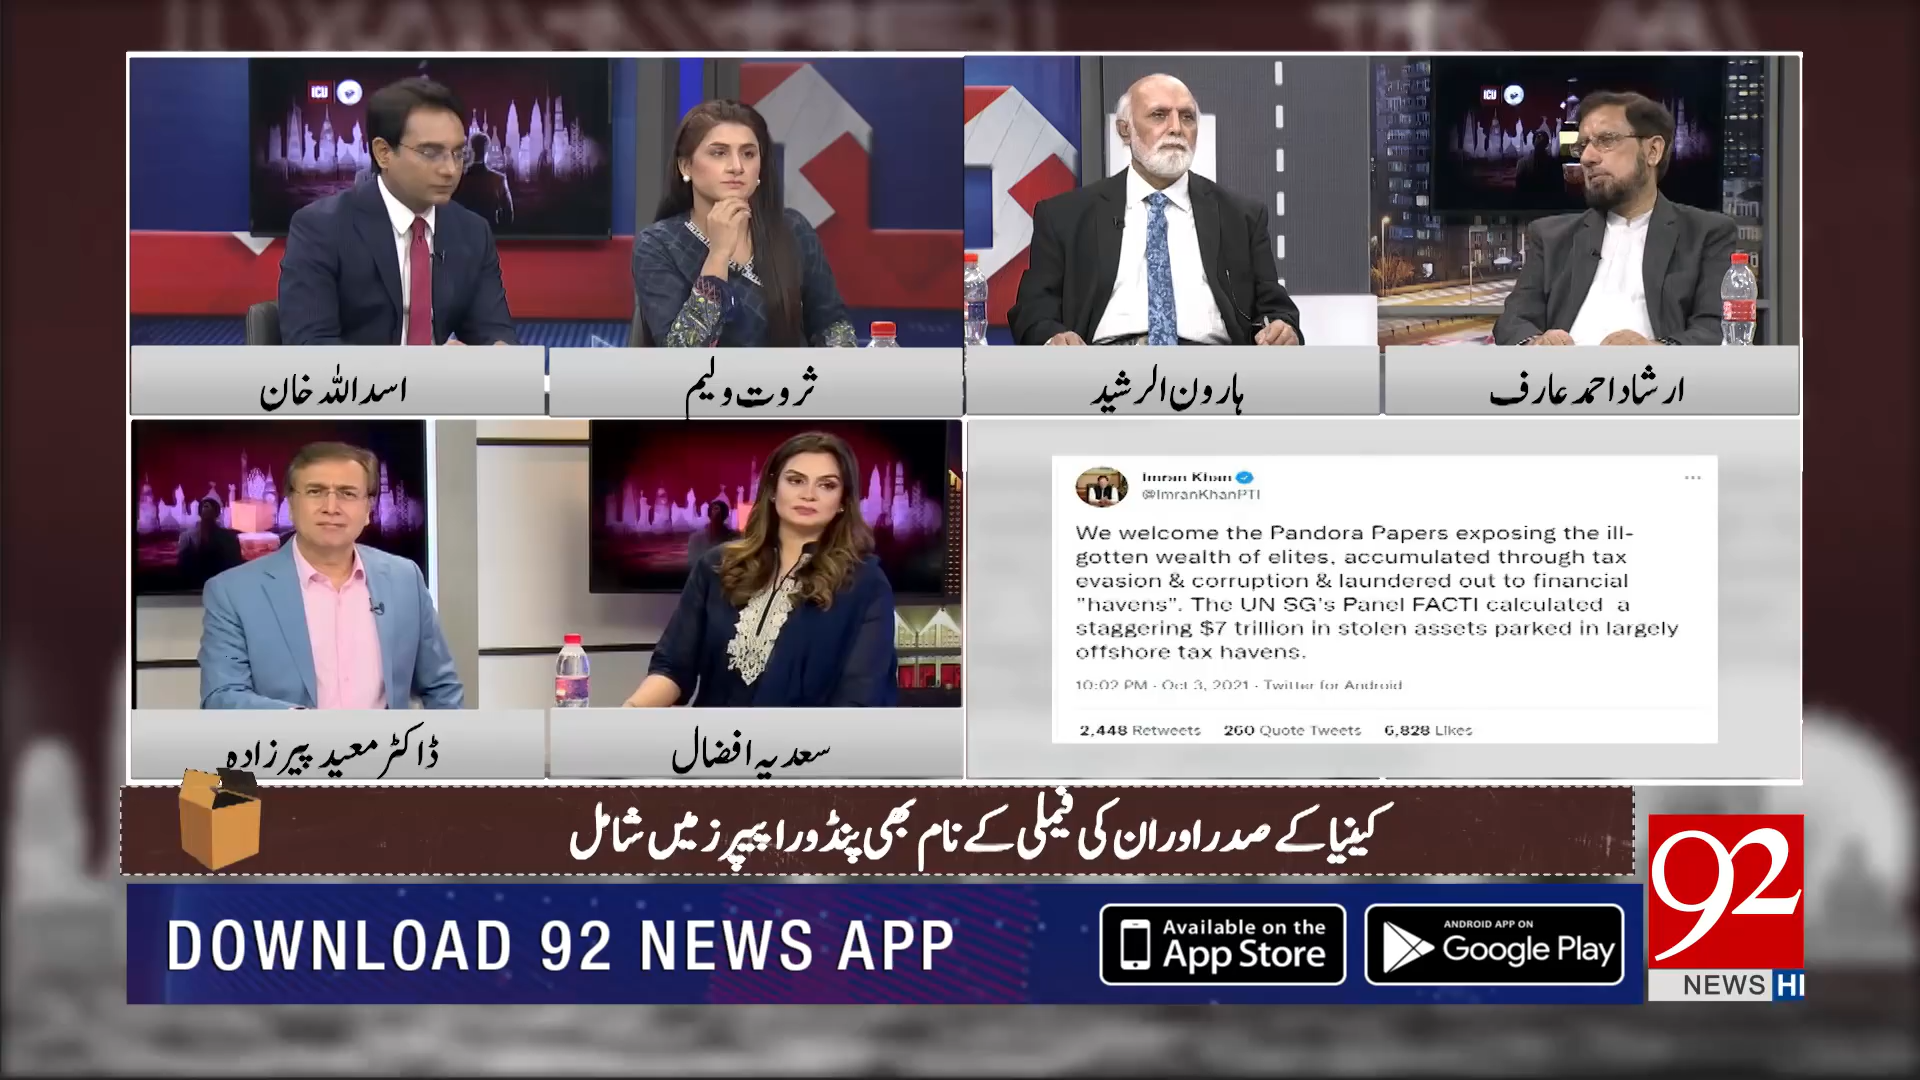 ICU
ICU
اسد اللہ خان
ثروت ولیم
ہارون الرشید
ارشاد احمد عارف
Imran Khan
@ImranKhanPTI
We welcome the Pandora Papers exposing the ill-
gotten wealth of elites, accumulated through tax
evasion & corruption & laundered out to financial
"havens". The UN SG's Panel FACTI calculated a
staggering $7 trillion in stolen assets parked in largely
offshore tax havens.
10:02 PM · Oct 3, 2021 · Twitter for Android
2,448 Retweets 260 Quote Tweets 6,828 Likes
ڈاکٹر معید پیرزادہ
سعدیہ افضال
کینیا کے صدر اور ان کی فیملی کے نام بھی پنڈورا پیپرز میں شامل
DOWNLOAD 92 NEWS APP
Available on the
App Store
ANDROID APP ON
Google Play
92
NEWS HI